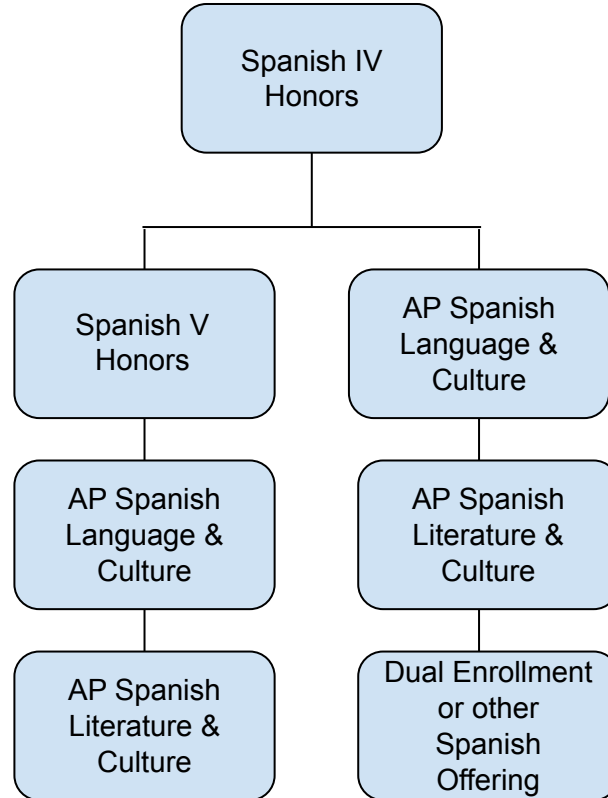 Spanish IV
Honors
Spanish V
Honors
AP Spanish
Language &
Culture
AP Spanish
Language &
Culture
AP Spanish
Literature &
Culture
AP Spanish
Literature &
Culture
Dual Enrollment
or other
Spanish
Offering